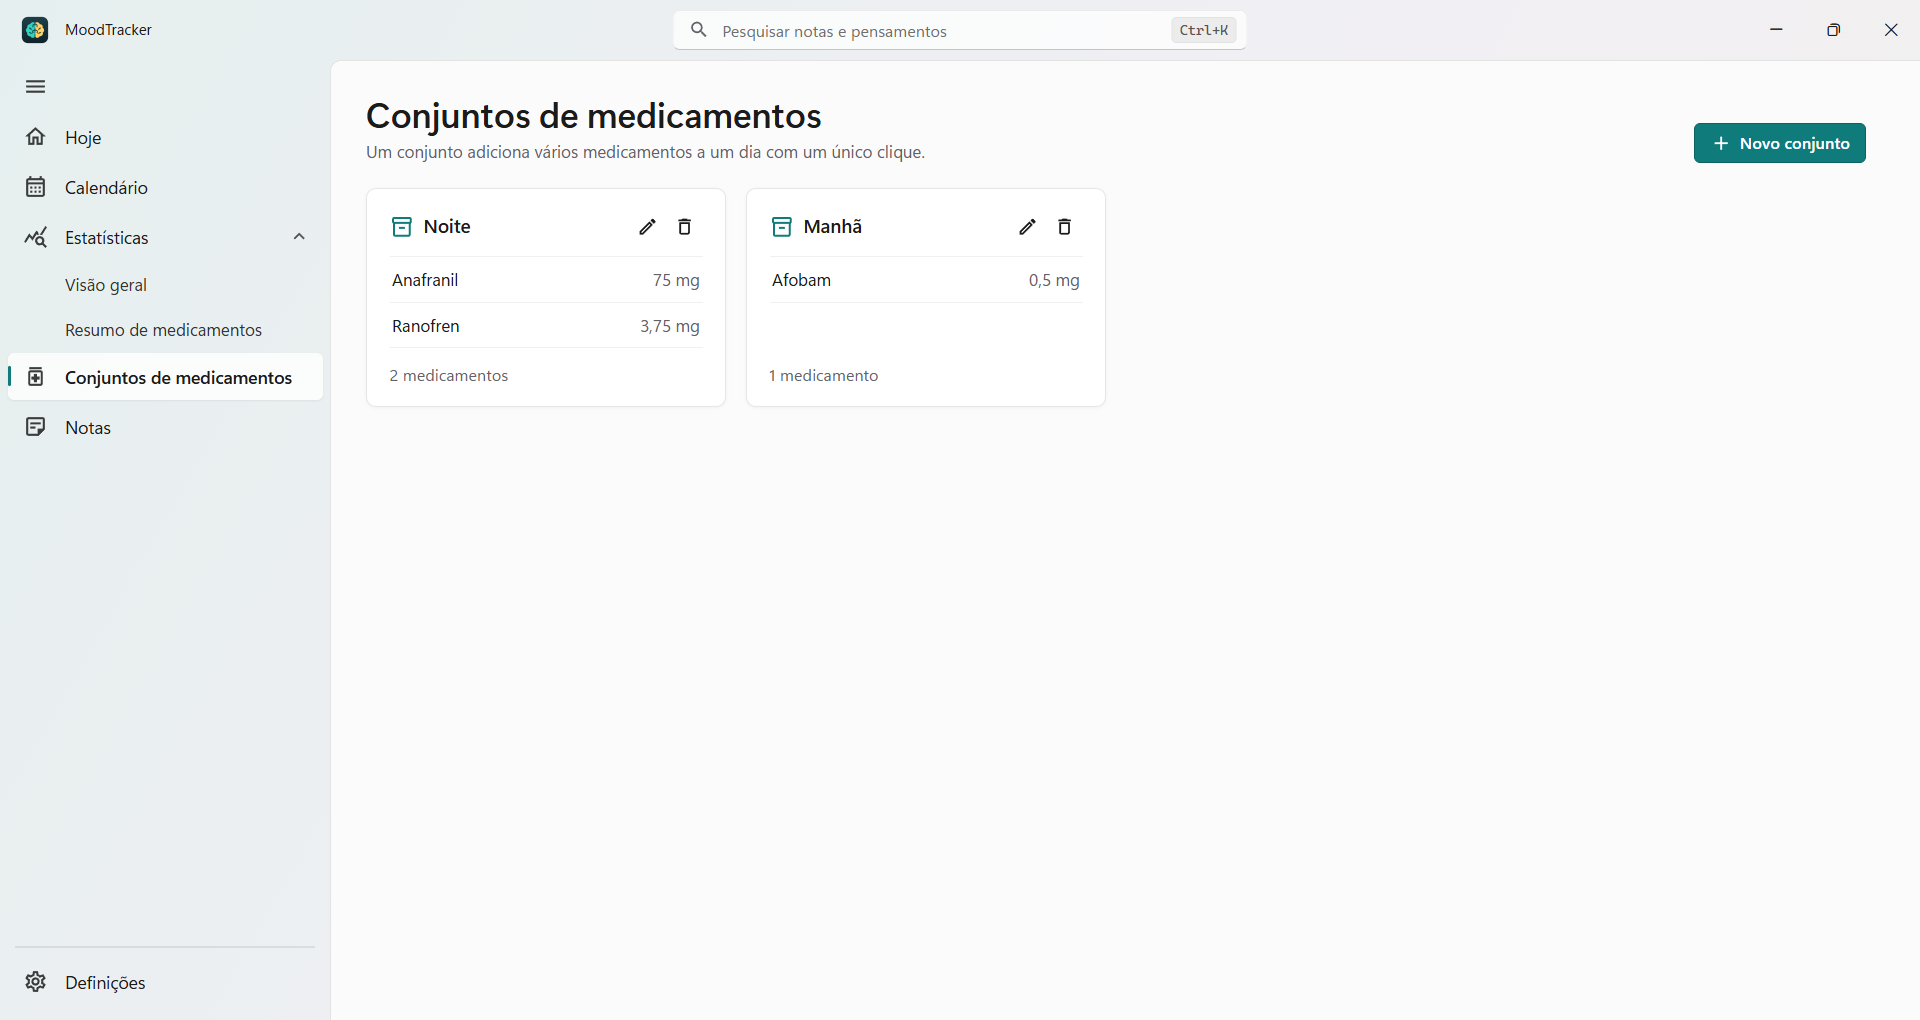 MoodTracker
Pesquisar notas e pensamentos
Ctrl+K
Hoje
Calendário
Estatísticas
Visão geral
Resumo de medicamentos
Conjuntos de medicamentos
Notas
Definições
Conjuntos de medicamentos
Um conjunto adiciona vários medicamentos a um dia com um único clique.
Novo conjunto
Noite
Anafranil 75 mg
Ranofren 3,75 mg
2 medicamentos
Manhã
Afobam 0,5 mg
1 medicamento